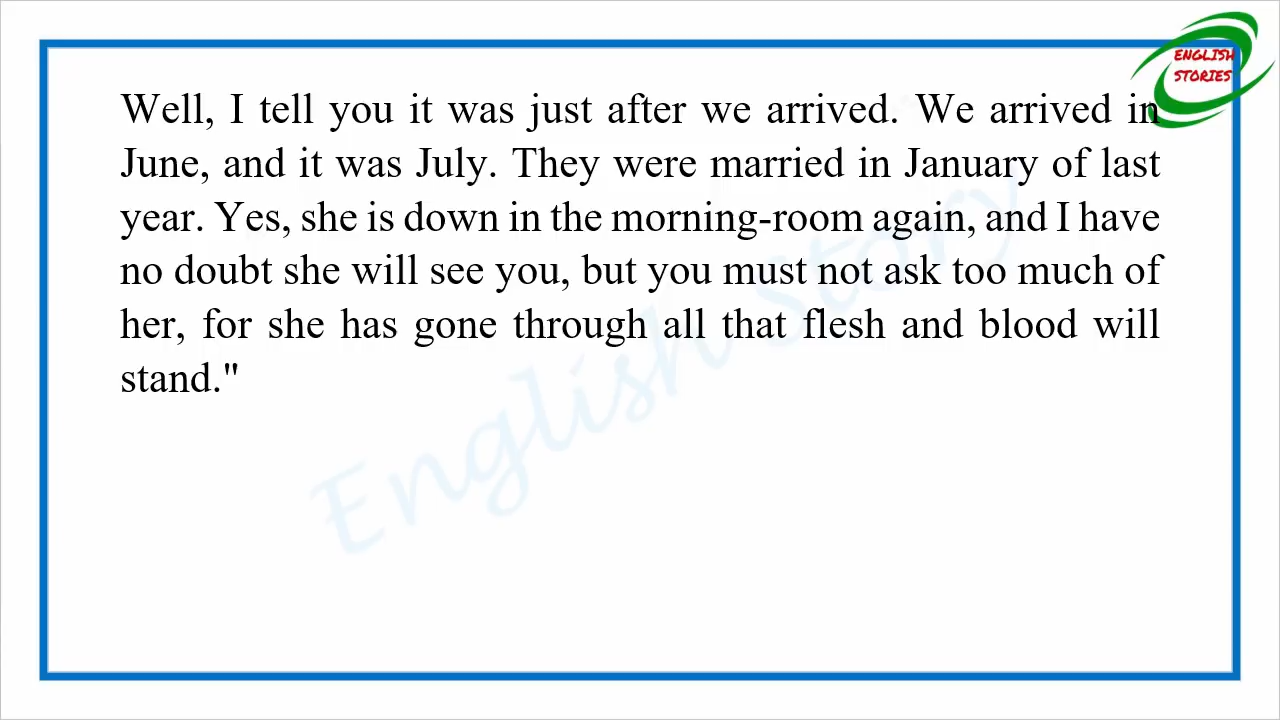 ENGLISH
STORIES
Well, I tell you it was just after we arrived. We arrived in
June, and it was July. They were married in January of last
year. Yes, she is down in the morning-room again, and I have
no doubt she will see you, but you must not ask too much of
her, for she has gone through all that flesh and blood will
stand."
English Story